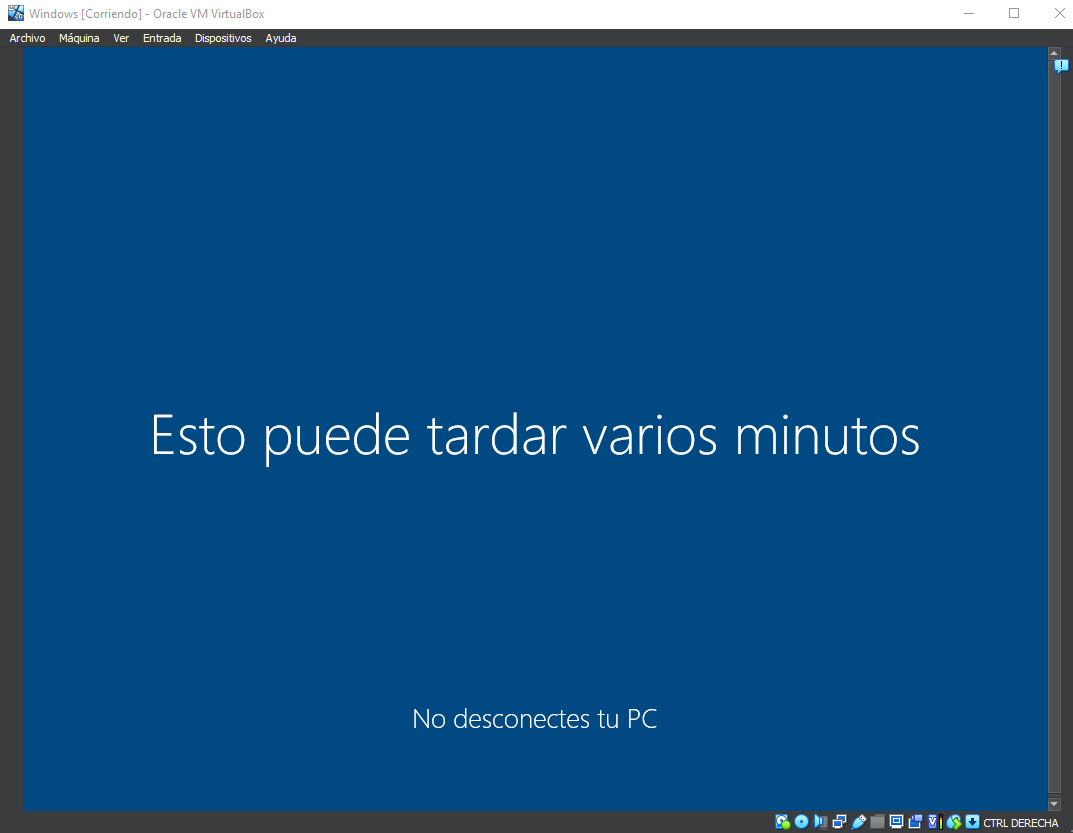 Windows [Corriendo] - Oracle VM VirtualBox
Archivo Máquina Ver Entrada Dispositivos Ayuda
Esto puede tardar varios minutos
No desconectes tu PC
CTRL DERECHA